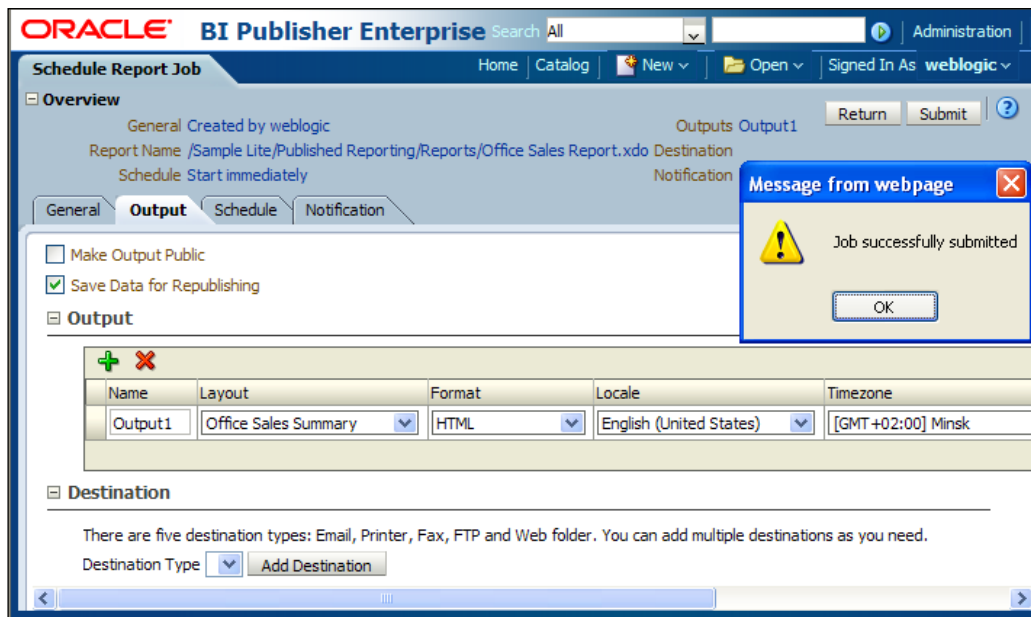 ORACLE BI Publisher Enterprise Search All Administration
Schedule Report Job Home Catalog New Open Signed In As weblogic
Overview
Return Submit
General Created by weblogic Outputs Output1
Report Name /Sample Lite/Published Reporting/Reports/Office Sales Report.xdo Destination
Schedule Start immediately Notification
Message from webpage
Job successfully submitted
OK
General Output Schedule Notification
Make Output Public
Save Data for Republishing
Output
Name Layout Format Locale Timezone
Output1 Office Sales Summary HTML English (United States) [GMT+02:00] Minsk
Destination
There are five destination types: Email, Printer, Fax, FTP and Web folder. You can add multiple destinations as you need.
Destination Type Add Destination